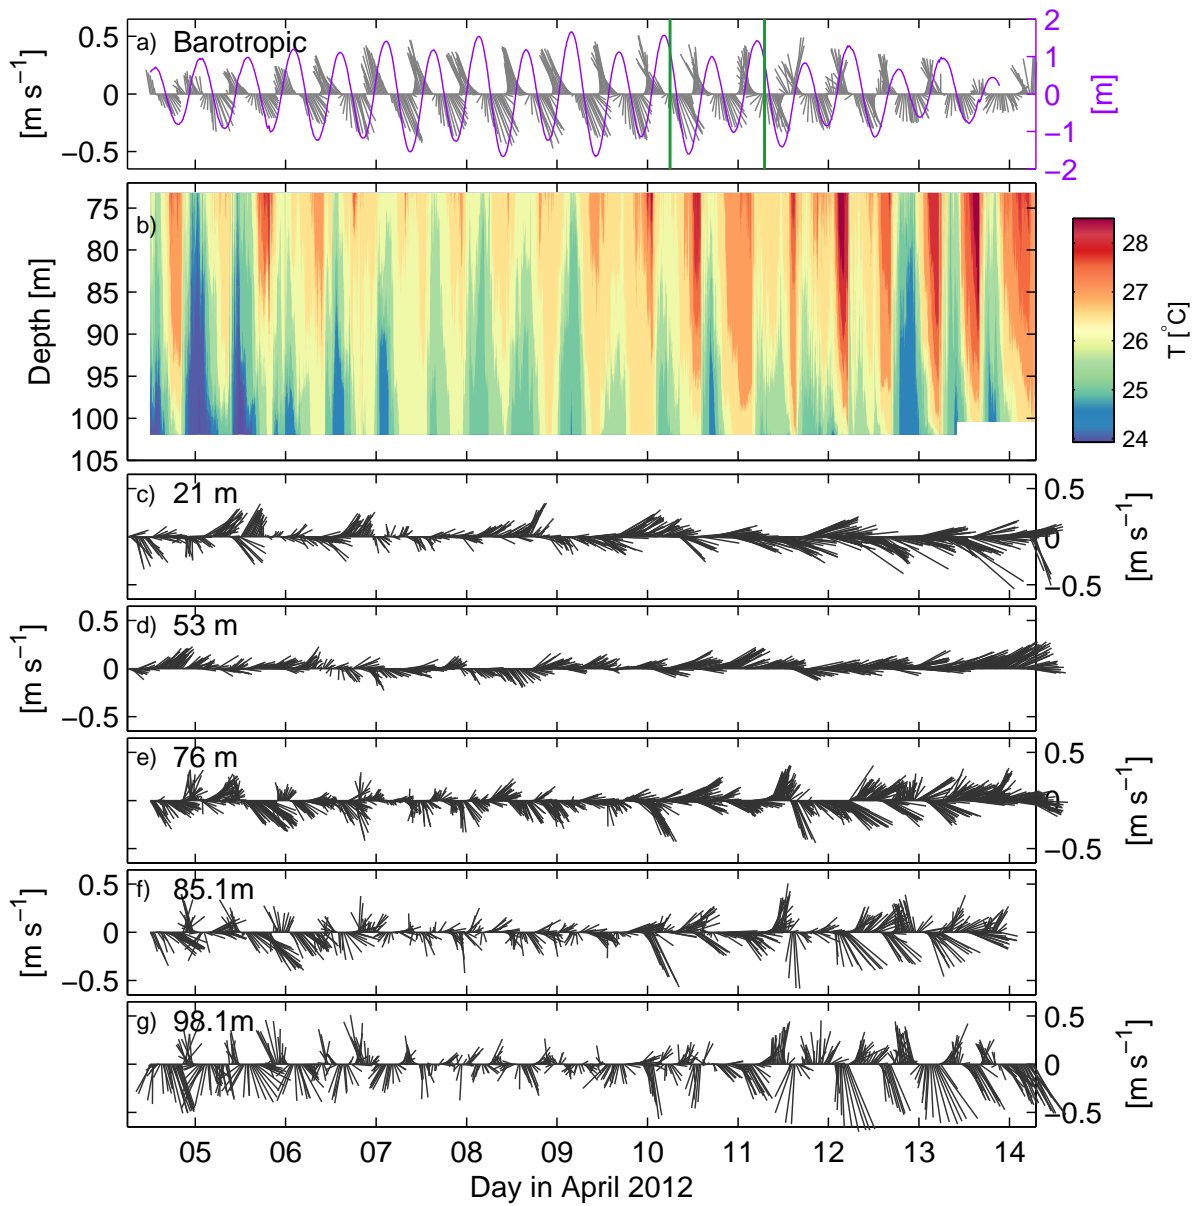 a) Barotropic
[m s−1]
0.5
0
−0.5
2
1
0
−1
−2
[m]
b)
Depth [m]
75
80
85
90
95
100
105
28
27
26
25
24
T [°C]
c) 21 m
0.5
0
−0.5
[m s−1]
d) 53 m
[m s−1]
0.5
0
−0.5
e) 76 m
0.5
0
−0.5
[m s−1]
f) 85.1m
[m s−1]
0.5
0
−0.5
g) 98.1m
0.5
0
−0.5
[m s−1]
05 06 07 08 09 10 11 12 13 14
Day in April 2012